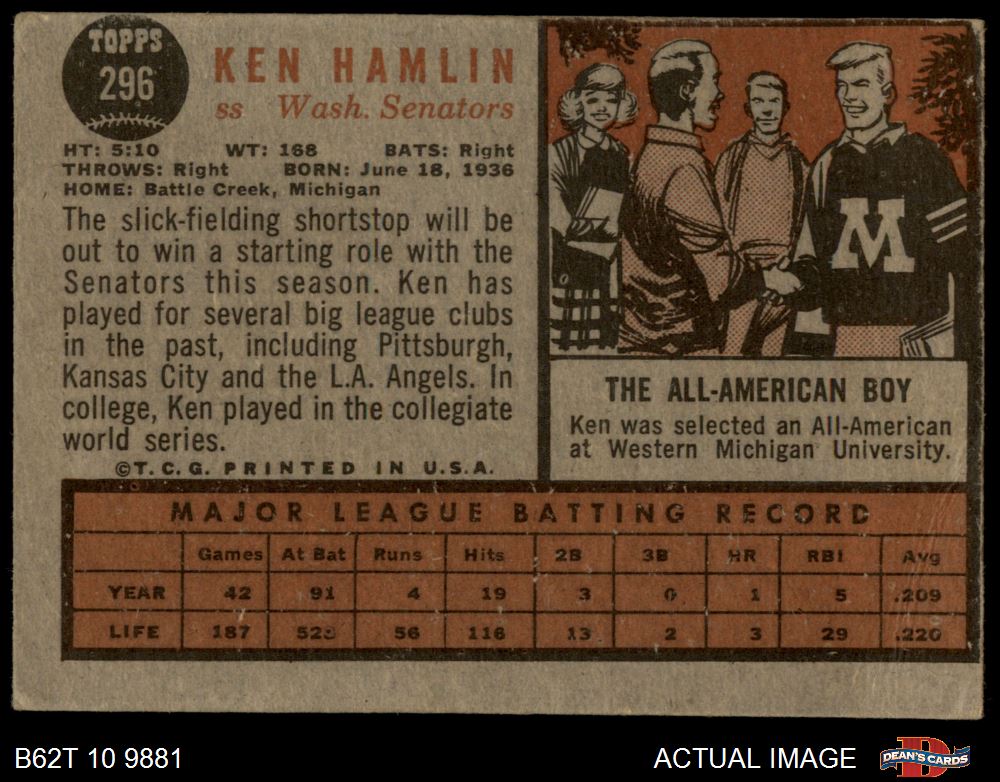 TOPPS
296
KEN HAMLIN
ss Wash. Senators
HT: 5:10 WT: 168 BATS: Right
THROWS: Right BORN: June 18, 1936
HOME: Battle Creek, Michigan
The slick-fielding shortstop will be
out to win a starting role with the
Senators this season. Ken has
played for several big league clubs
in the past, including Pittsburgh,
Kansas City and the L.A. Angels. In
college, Ken played in the collegiate
world series.
©T.C.G. PRINTED IN U.S.A.
M
THE ALL-AMERICAN BOY
Ken was selected an All-American
at Western Michigan University.
MAJOR LEAGUE BATTING RECORD
Games At Bat Runs Hits 2B 3B HR RBI Avg
YEAR 42 91 4 19 3 0 1 5 .209
LIFE 187 56 116 13 2 3 29 .220
B62T 10 9881
ACTUAL IMAGE
DEAN'S CARDS